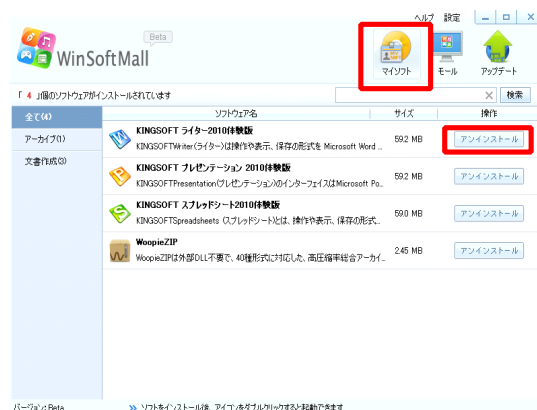 ヘルプ 設定
Beta
WinSoftMall
マイソフト モール アップデート
「 4 」個のソフトウェアがインストールされています
検索
全て(4) ソフトウェア名 サイズ 操作
アーカイブ(1)
文書作成(3)
KINGSOFT ライター2010体験版
KINGSOFTWriter(ライター)は操作や表示、保存の形式を Microsoft Word ...
59.2 MB アンインストール
KINGSOFT プレゼンテーション 2010体験版
KINGSOFTPresentation(プレゼンテーション)のインターフェイスはMicrosoft Po...
59.2 MB アンインストール
KINGSOFT スプレッドシート2010体験版
KINGSOFTSpreadsheets (スプレッドシート)とは、操作や表示、保存の形式...
59.0 MB アンインストール
WoopieZIP
WoopieZIPは外部DLL不要で、40種形式に対応した、高圧縮率総合アーカイ...
2.45 MB アンインストール
バージョン: Beta ソフトをインストール後、アイコンをダブルクリックすると起動できます